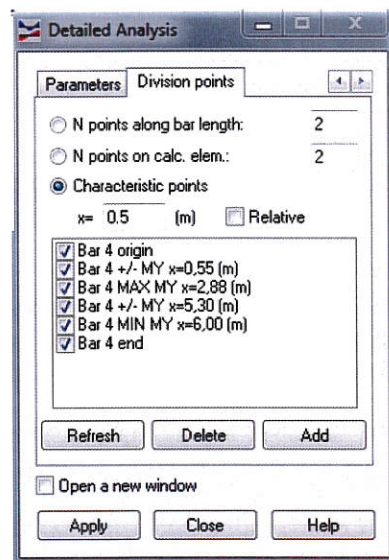 Detailed Analysis
Parameters
Division points
N points along bar length: 2
N points on calc. elem.: 2
Characteristic points
x= 0.5 (m) Relative
Bar 4 origin
Bar 4 +/- MY x=0,55 (m)
Bar 4 MAX MY x=2,88 (m)
Bar 4 +/- MY x=5,30 (m)
Bar 4 MIN MY x=6,00 (m)
Bar 4 end
Refresh Delete Add
Open a new window
Apply Close Help